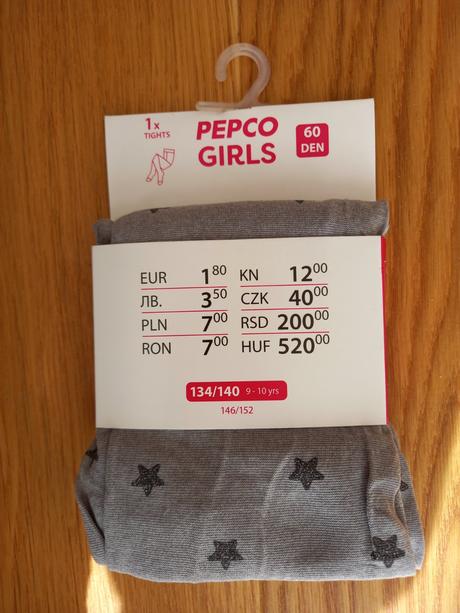 1 x
TIGHTS
PEPCO
GIRLS
60
DEN
EUR 1 80
ЛВ. 3 50
PLN 7 00
RON 7 00
KN 12 00
CZK 40 00
RSD 200 00
HUF 520 00
134/140 9 - 10 yrs
146/152